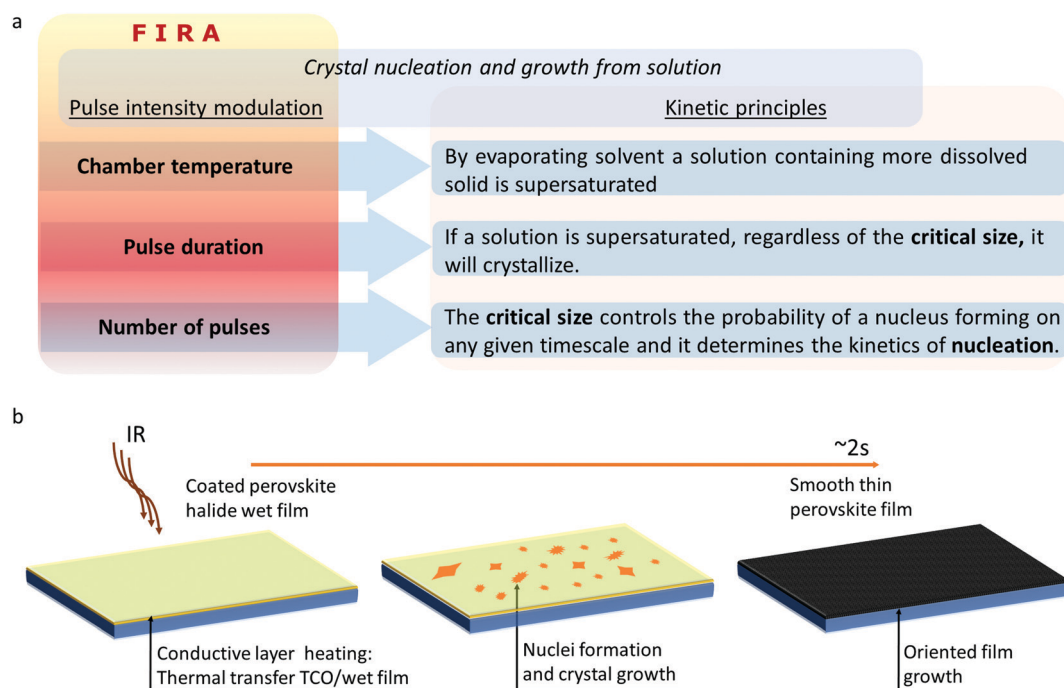 a
F I R A
Crystal nucleation and growth from solution
Pulse intensity modulation
Kinetic principles
Chamber temperature
By evaporating solvent a solution containing more dissolved
solid is supersaturated
Pulse duration
If a solution is supersaturated, regardless of the critical size, it
will crystallize.
Number of pulses
The critical size controls the probability of a nucleus forming on
any given timescale and it determines the kinetics of nucleation.
b
IR
~2s
Coated perovskite
halide wet film
Smooth thin
perovskite film
Conductive layer heating:
Thermal transfer TCO/wet film
Nuclei formation
and crystal growth
Oriented film
growth